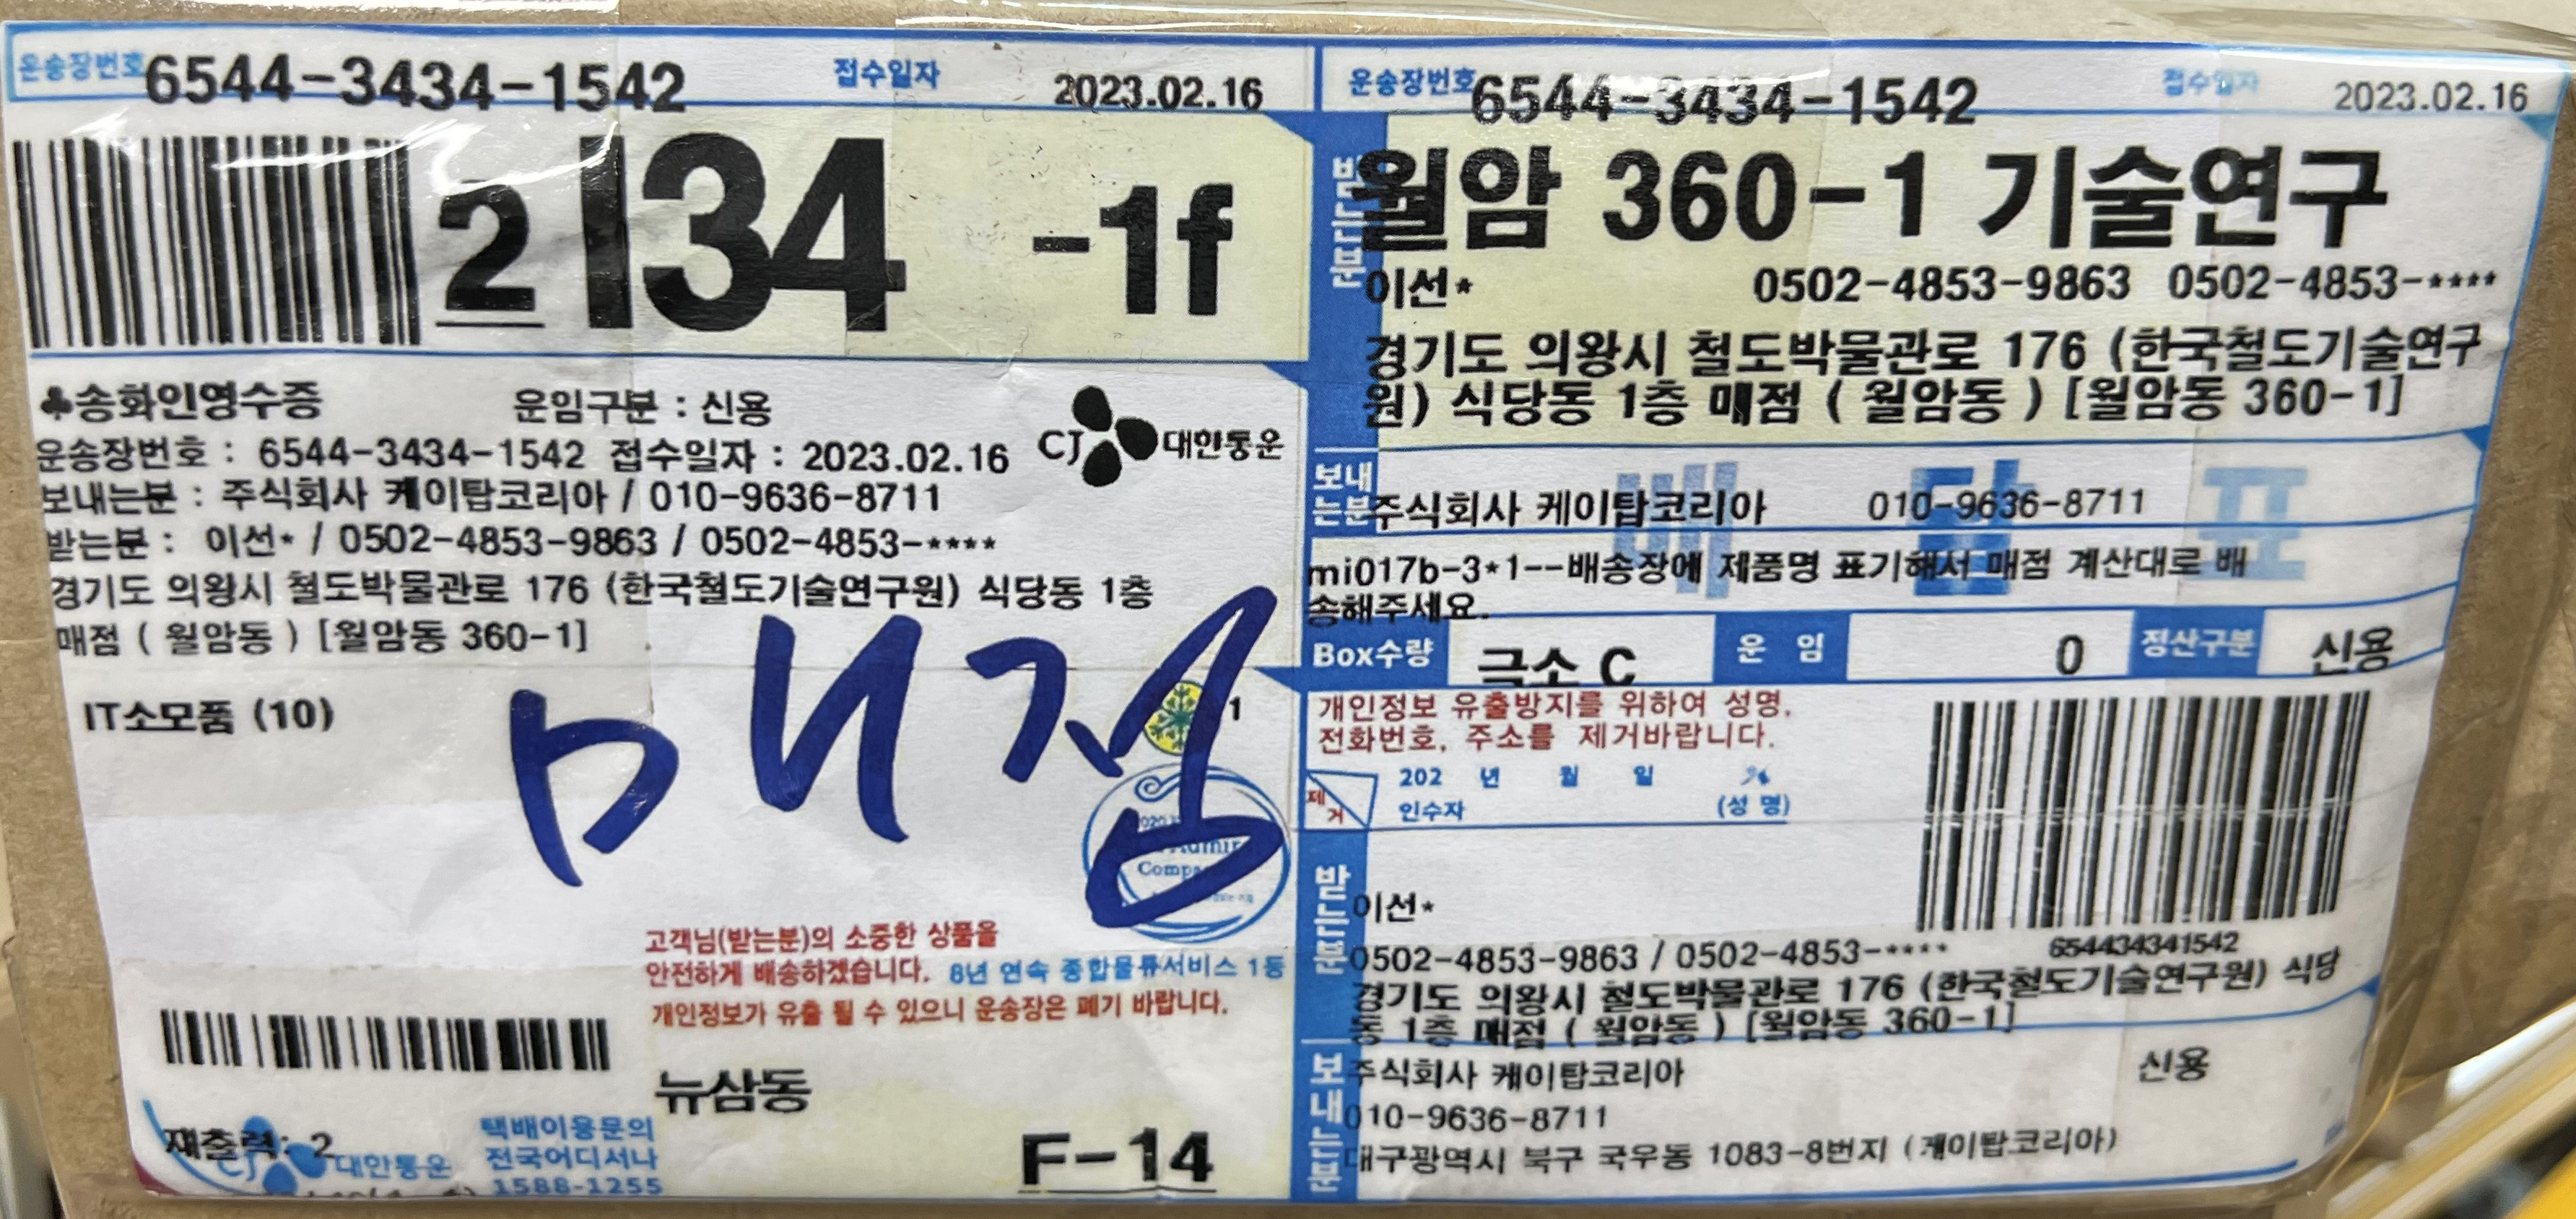 운송장번호 6544-3434-1542 접수일자 2023.02.16
2 134 -1f
♣송화인영수증 운임구분 : 신용
운송장번호 : 6544-3434-1542 접수일자 : 2023.02.16
CJ 대한통운
보내는분 : 주식회사 케이탑코리아 / 010-9636-8711
받는분 : 이선* / 0502-4853-9863 / 0502-4853-****
경기도 의왕시 철도박물관로 176 (한국철도기술연구원) 식당동 1층
매점 ( 월암동 ) [월암동 360-1]
IT소모품 (10)
1
매점
Compa
고객님(받는분)의 소중한 상품을
안전하게 배송하겠습니다. 8년 연속 종합물류서비스 1등
개인정보가 유출 될 수 있으니 운송장은 폐기 바랍니다.
뉴삼동
F-14
재출력: 2
CJ 대한통운
택배이용문의
전국어디서나
1588-1255
운송장번호 6544-3434-1542 접수일자 2023.02.16
받는분
월암 360-1 기술연구
이선* 0502-4853-9863 0502-4853-****
경기도 의왕시 철도박물관로 176 (한국철도기술연구
원) 식당동 1층 매점 ( 월암동 ) [월암동 360-1]
배달표
보내는분 주식회사 케이탑코리아 010-9636-8711
mi017b-3*1--배송장에 제품명 표기해서 매점 계산대로 배
송해주세요.
Box수량 극소 C 운 임 0 정산구분 신용
개인정보 유출방지를 위하여 성명,
전화번호, 주소를 제거바랍니다.
제거
202 년 월 일
인수자 (성 명)
654434341542
받는분
이선*
0502-4853-9863 / 0502-4853-****
경기도 의왕시 철도박물관로 176 (한국철도기술연구원) 식당
동 1층 매점 ( 월암동 ) [월암동 360-1]
보내는분
주식회사 케이탑코리아 신용
010-9636-8711
대구광역시 북구 국우동 1083-8번지 (케이탑코리아)